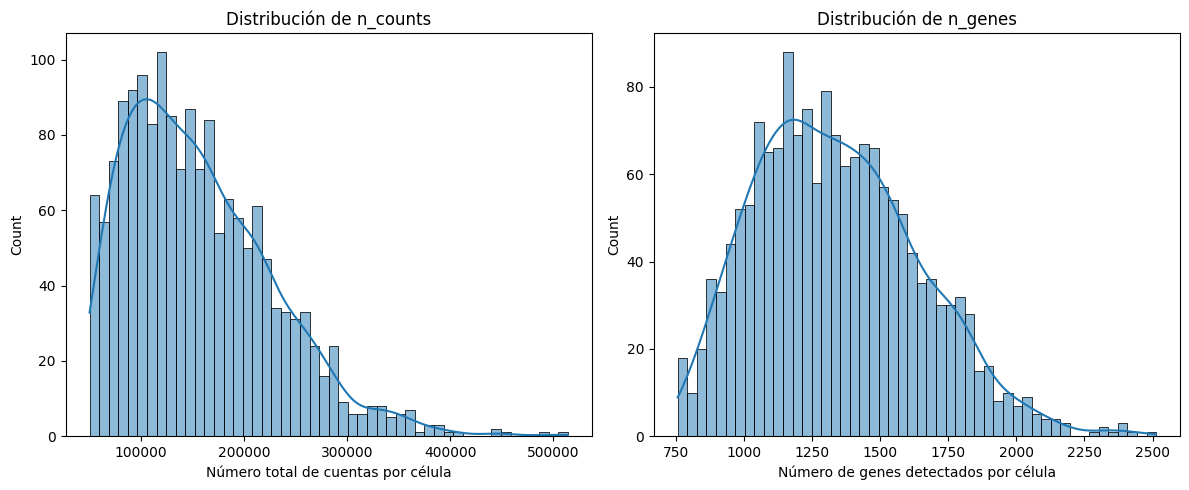 Distribución de n_counts
Count
100
80
60
40
20
0
100000 200000 300000 400000 500000
Número total de cuentas por célula
Distribución de n_genes
Count
80
60
40
20
0
750 1000 1250 1500 1750 2000 2250 2500
Número de genes detectados por célula